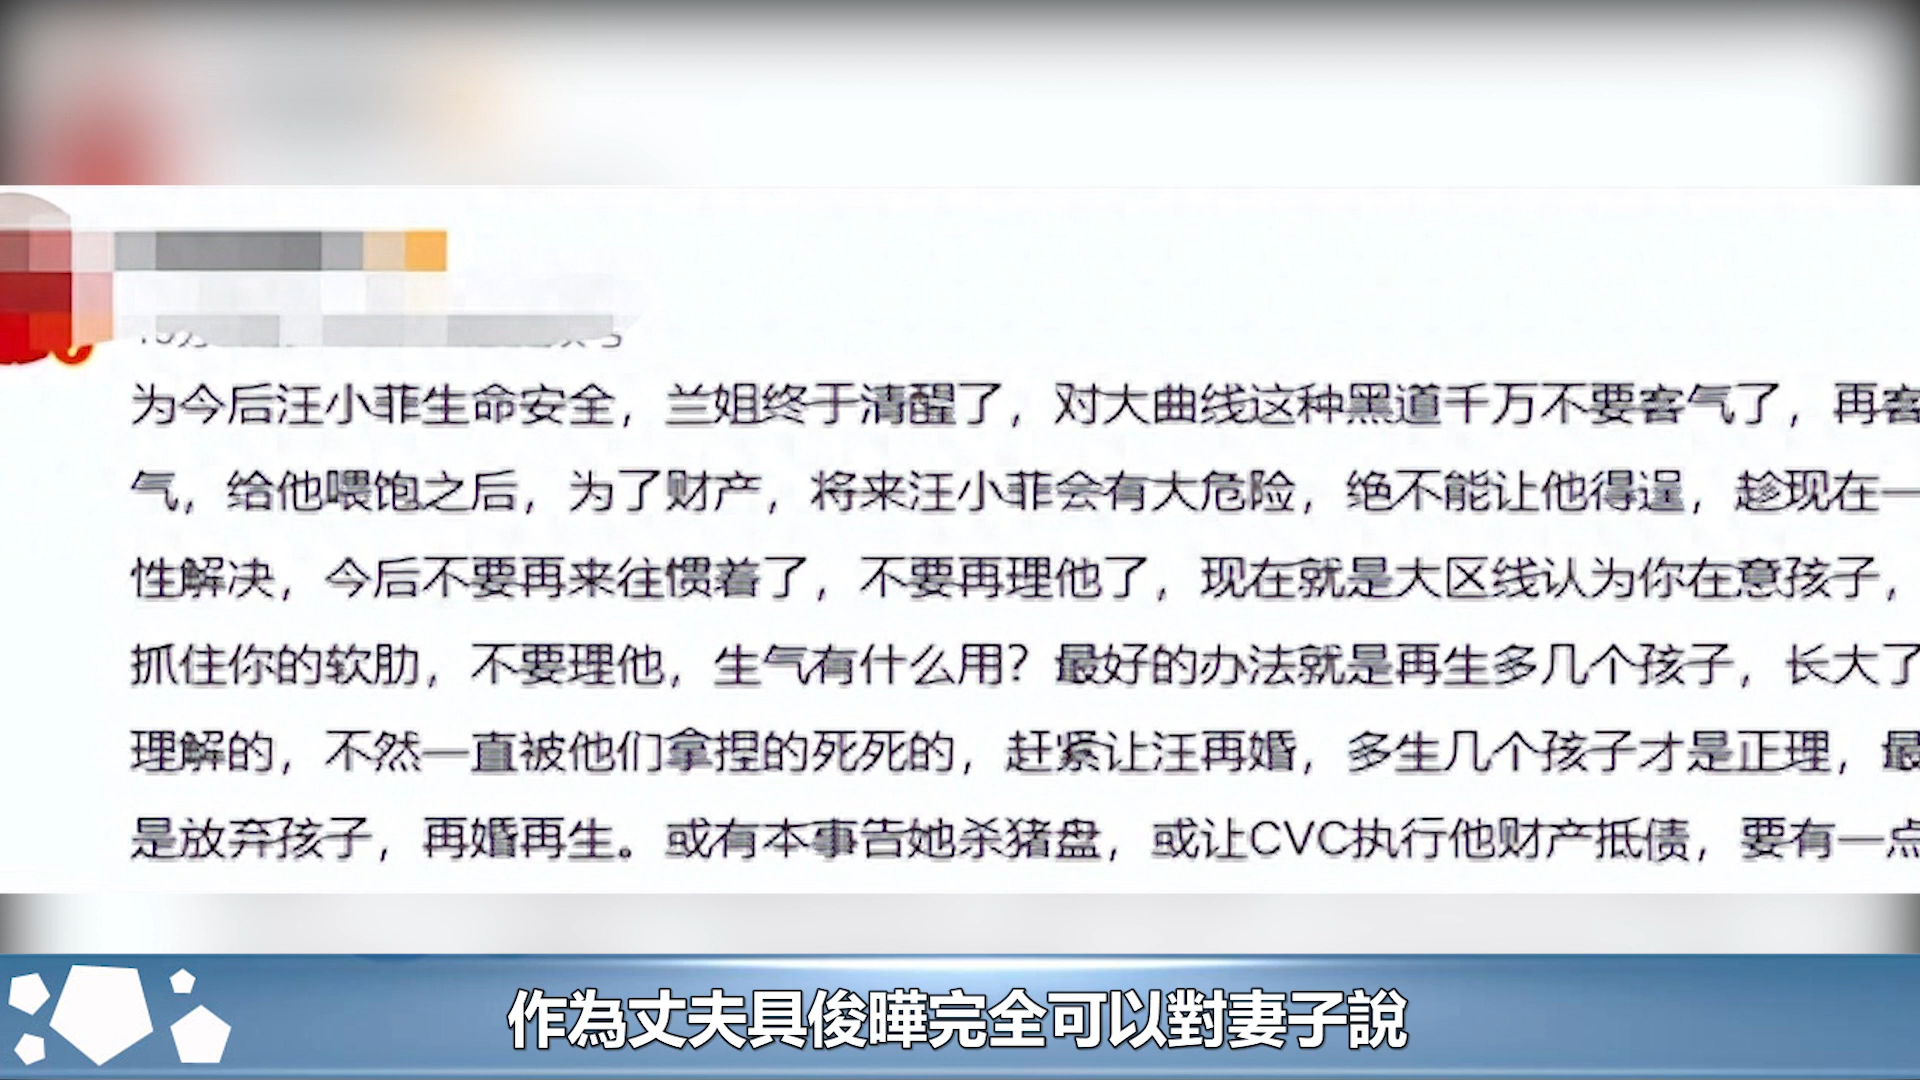 为今后汪小菲生命安全，兰姐终于清醒了，对大曲线这种黑道千万不要客气了，再客
气，给他喂饱之后，为了财产，将来汪小菲会有大危险，绝不能让他得逞，趁现在一
性解决，今后不要再来往惯着了，不要再理他了，现在就是大区线认为你在意孩子，
抓住你的软肋，不要理他，生气有什么用？最好的办法就是再生多几个孩子，长大了
理解的，不然一直被他们拿捏的死死的，赶紧让汪再婚，多生几个孩子才是正理，最
是放弃孩子，再婚再生。或有本事告她杀猪盘，或让CVC执行他财产抵债，要有一点
作為丈夫具俊曄完全可以對妻子說